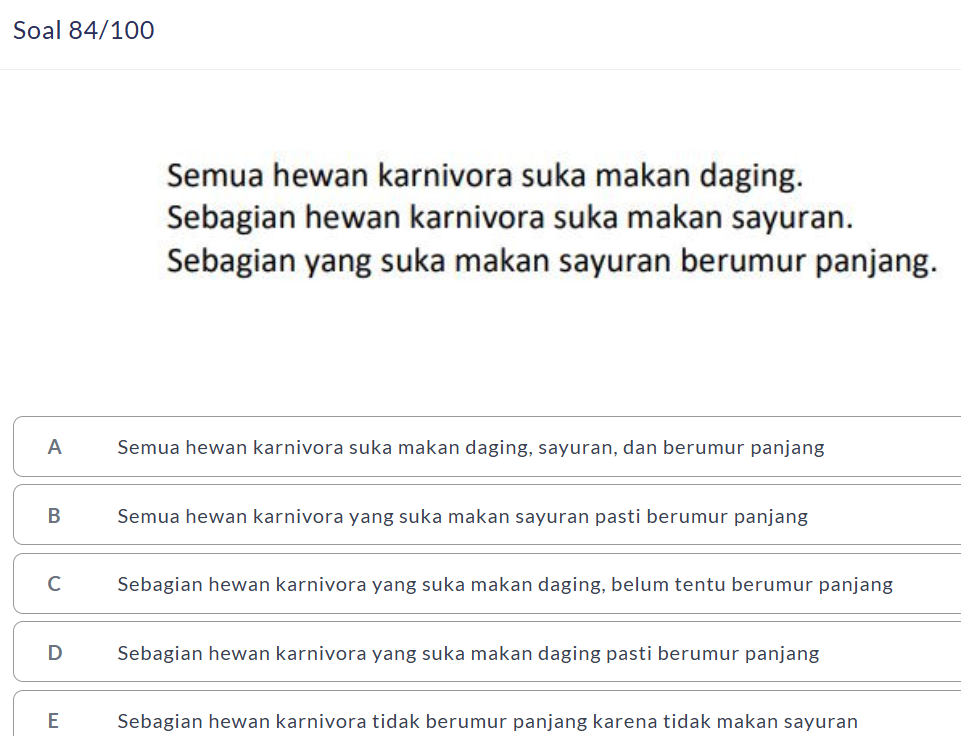 Soal 84/100
Semua hewan karnivora suka makan daging.
Sebagian hewan karnivora suka makan sayuran.
Sebagian yang suka makan sayuran berumur panjang.
A Semua hewan karnivora suka makan daging, sayuran, dan berumur panjang
B Semua hewan karnivora yang suka makan sayuran pasti berumur panjang
C Sebagian hewan karnivora yang suka makan daging, belum tentu berumur panjang
D Sebagian hewan karnivora yang suka makan daging pasti berumur panjang
E Sebagian hewan karnivora tidak berumur panjang karena tidak makan sayuran